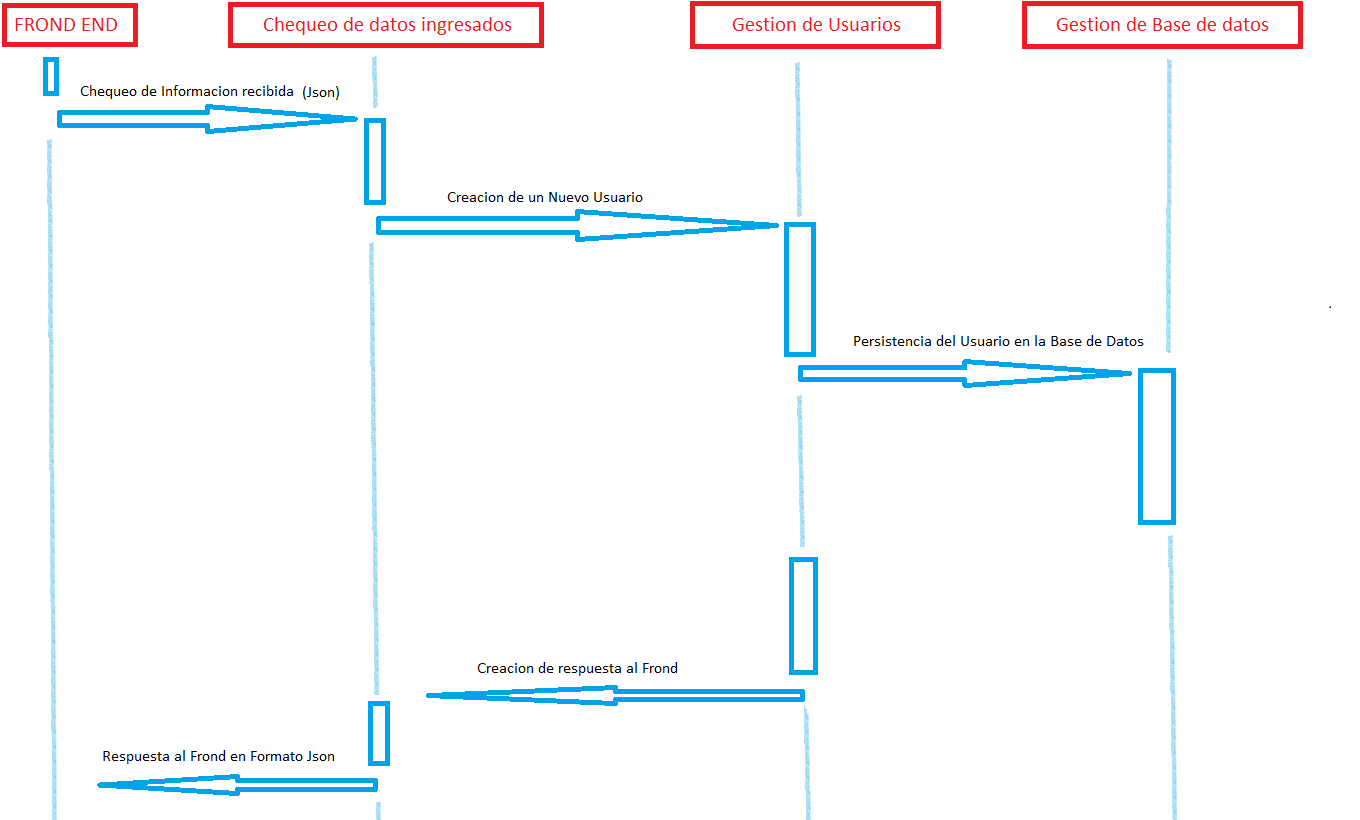 FROND END
Chequeo de datos ingresados
Gestion de Usuarios
Gestion de Base de datos
Chequeo de Informacion recibida (Json)
Creacion de un Nuevo Usuario
Persistencia del Usuario en la Base de Datos
Creacion de respuesta al Frond
Respuesta al Frond en Formato Json